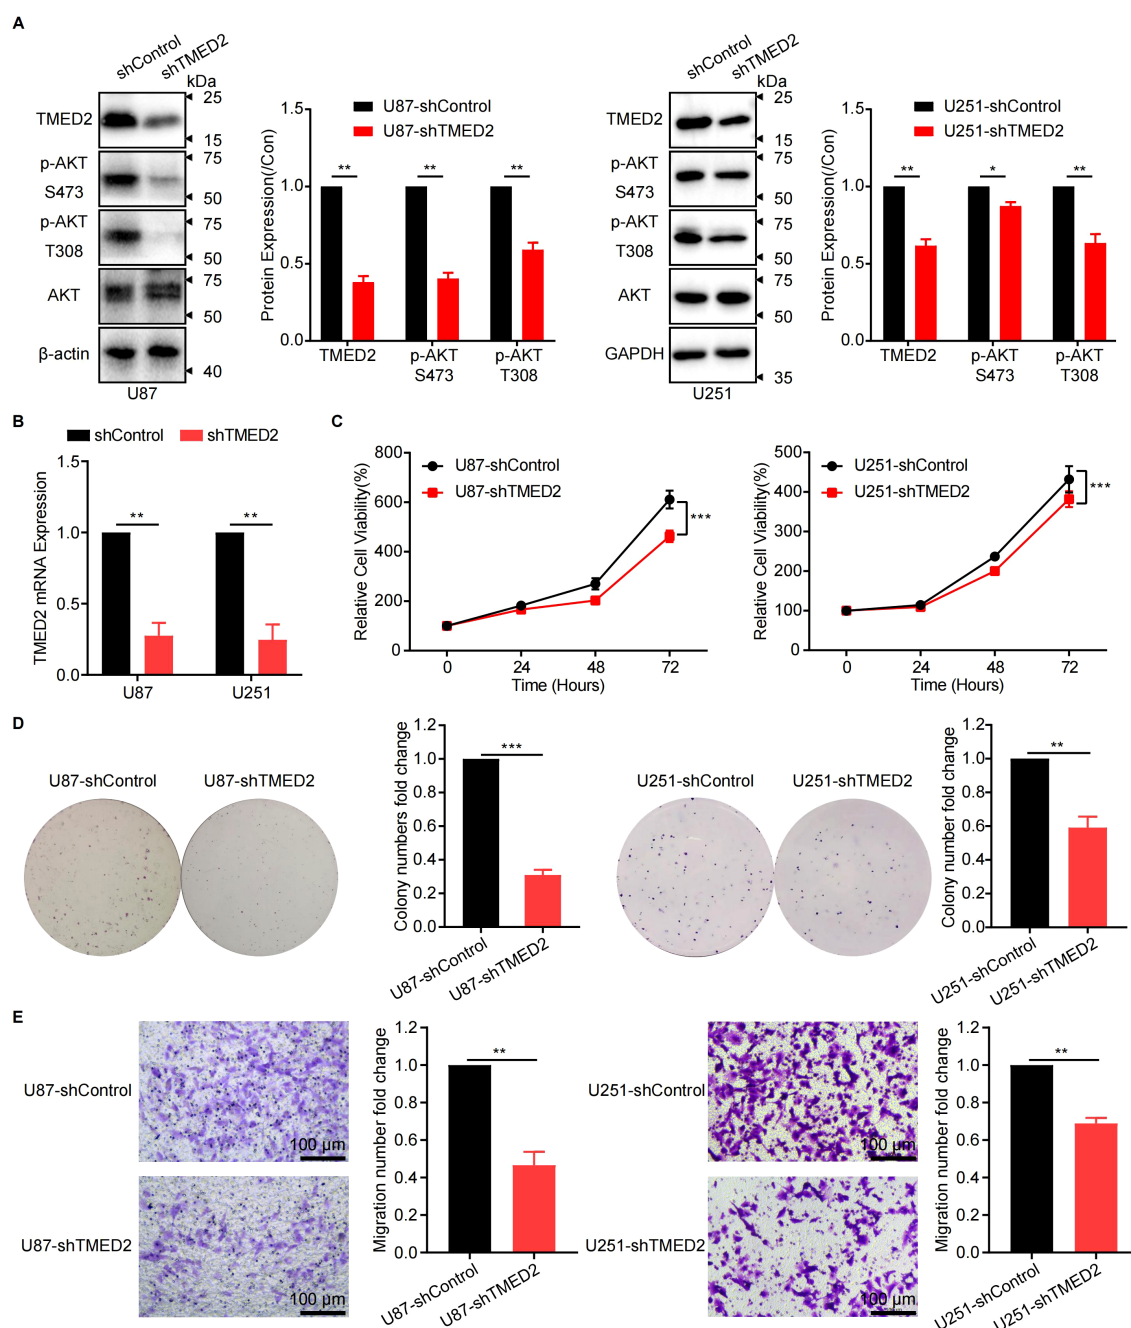 A
shControl
shTMED2
kDa
TMED2
25
15
p-AKT
S473
75
50
p-AKT
T308
75
50
AKT
75
50
β-actin
40
U87
Protein Expression(/Con)
1.5
1.0
0.5
0.0
U87-shControl
U87-shTMED2
**
**
**
TMED2
p-AKT
S473
p-AKT
T308
shControl
shTMED2
kDa
TMED2
25
15
p-AKT
S473
75
50
p-AKT
T308
75
50
AKT
75
50
GAPDH
35
U251
Protein Expression(/Con)
1.5
1.0
0.5
0.0
U251-shControl
U251-shTMED2
**
*
**
TMED2
p-AKT
S473
p-AKT
T308
B
shControl
shTMED2
TMED2 mRNA Expression
1.5
1.0
0.5
0.0
**
**
U87
U251
C
Relative Cell Viability(%)
800
600
400
200
0
U87-shControl
U87-shTMED2
***
0
24
48
72
Time (Hours)
Relative Cell Viability(%)
500
400
300
200
100
0
U251-shControl
U251-shTMED2
***
0
24
48
72
Time (Hours)
D
U87-shControl
U87-shTMED2
Colony numbers fold change
1.2
1.0
0.8
0.6
0.4
0.2
0.0
***
U87-shControl
U87-shTMED2
U251-shControl
U251-shTMED2
Colony number fold change
1.2
1.0
0.8
0.6
0.4
0.2
0.0
**
U251-shControl
U251-shTMED2
E
U87-shControl
100 μm
U87-shTMED2
100 μm
Migration number fold change
1.2
1.0
0.8
0.6
0.4
0.2
0.0
**
U87-shControl
U87-shTMED2
U251-shControl
100 μm
U251-shTMED2
100 μm
Migration number fold change
1.2
1.0
0.8
0.6
0.4
0.2
0.0
**
U251-shControl
U251-shTMED2